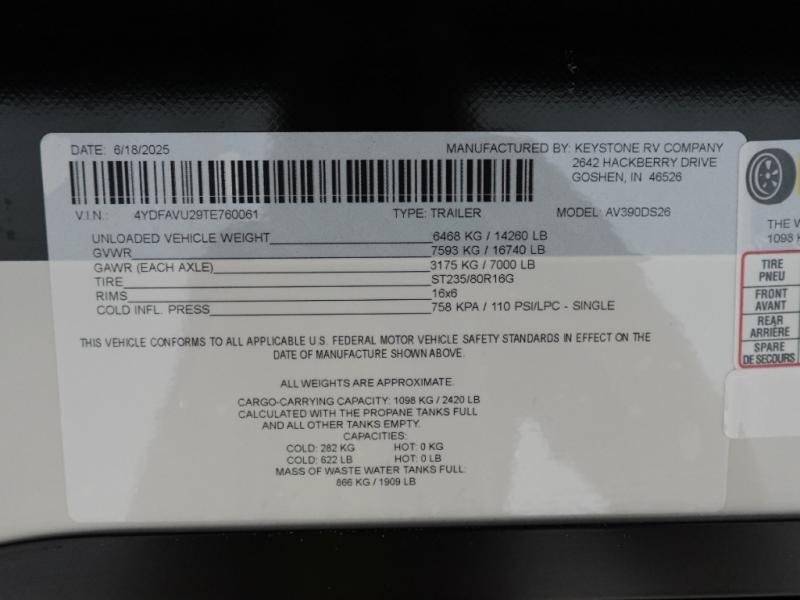 DATE: 6/18/2025
MANUFACTURED BY: KEYSTONE RV COMPANY
2642 HACKBERRY DRIVE
GOSHEN, IN 46526
V.I.N.: 4YDFAVU29TE760061 TYPE: TRAILER MODEL: AV390DS26
UNLOADED VEHICLE WEIGHT 6468 KG / 14260 LB
GVWR 7593 KG / 16740 LB
GAWR (EACH AXLE) 3175 KG / 7000 LB
TIRE ST235/80R16G
RIMS 16x6
COLD INFL. PRESS 758 KPA / 110 PSI/LPC - SINGLE
THIS VEHICLE CONFORMS TO ALL APPLICABLE U.S. FEDERAL MOTOR VEHICLE SAFETY STANDARDS IN EFFECT ON THE
DATE OF MANUFACTURE SHOWN ABOVE.
ALL WEIGHTS ARE APPROXIMATE.
CARGO-CARRYING CAPACITY: 1098 KG / 2420 LB
CALCULATED WITH THE PROPANE TANKS FULL
AND ALL OTHER TANKS EMPTY.
CAPACITIES:
COLD: 282 KG HOT: 0 KG
COLD: 622 LB HOT: 0 LB
MASS OF WASTE WATER TANKS FULL:
866 KG / 1909 LB
THE W
1098 K
TIRE
PNEU
FRONT
AVANT
REAR
ARRIÈRE
SPARE
DE SECOURS